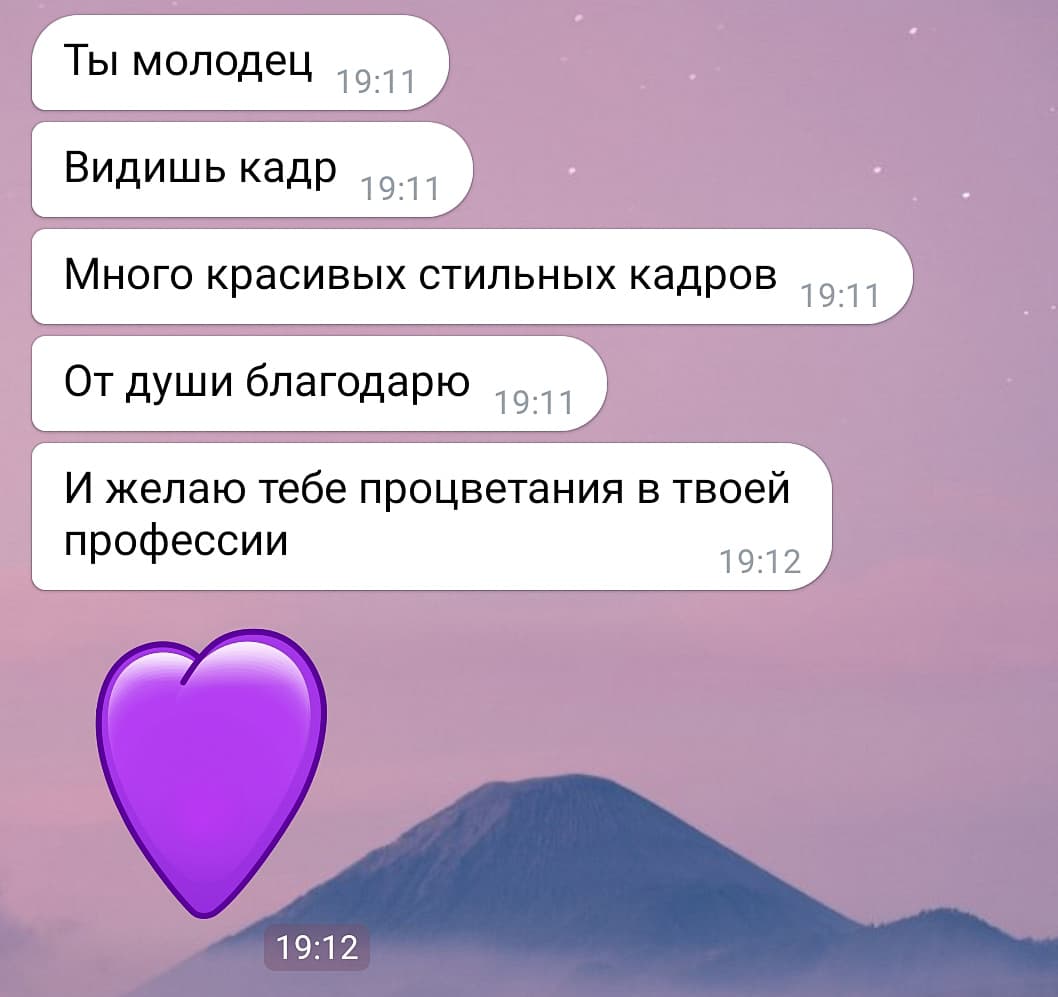 Ты молодец 19:11
Видишь кадр 19:11
Много красивых стильных кадров 19:11
От души благодарю 19:11
И желаю тебе процветания в твоей
профессии 19:12
19:12